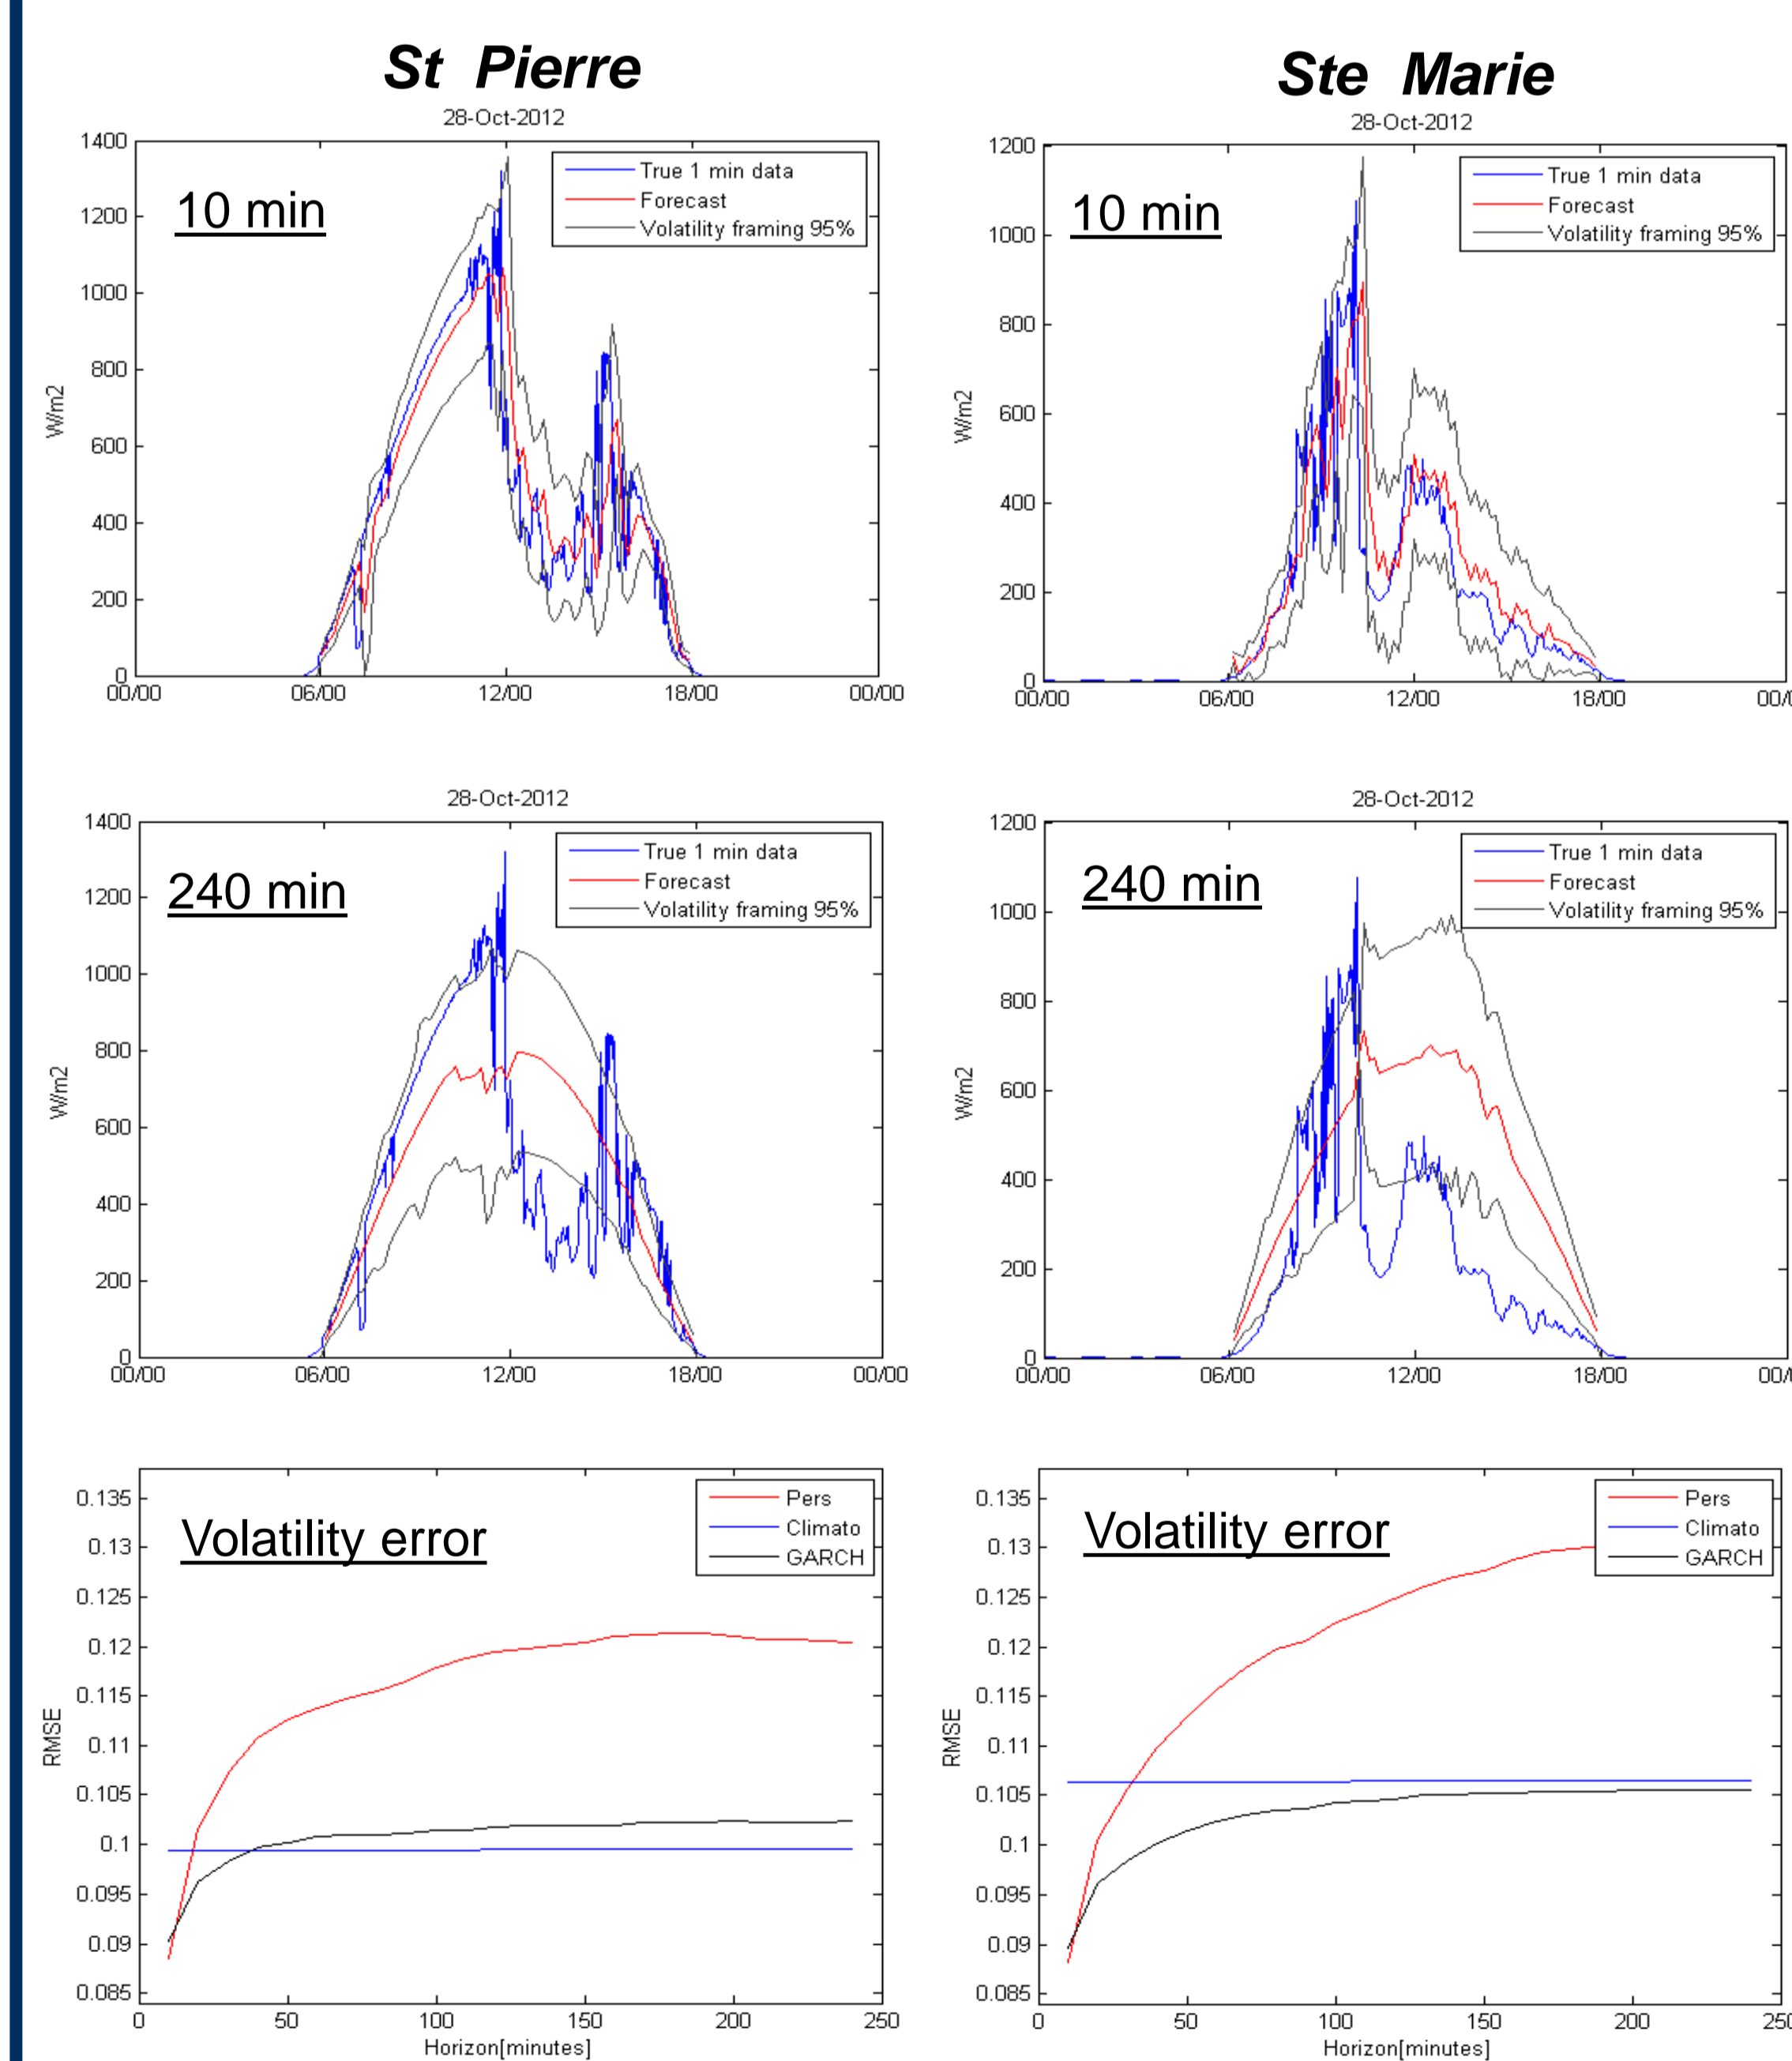 St Pierre
28-Oct-2012
1400
1200
1000
800
600
400
200
0
W/m2
10 min
True 1 min data
Forecast
Volatility framing 95%
00/00 06/00 12/00 18/00 00/00
Ste Marie
28-Oct-2012
1200
1000
800
600
400
200
0
W/m2
10 min
True 1 min data
Forecast
Volatility framing 95%
00/00 06/00 12/00 18/00
28-Oct-2012
1400
1200
1000
800
600
400
200
0
W/m2
240 min
True 1 min data
Forecast
Volatility framing 95%
00/00 06/00 12/00 18/00 00/00
28-Oct-2012
1200
1000
800
600
400
200
0
W/m2
240 min
True 1 min data
Forecast
Volatility framing 95%
00/00 06/00 12/00 18/00
0.135
0.13
0.125
0.12
0.115
0.11
0.105
0.1
0.095
0.09
0.085
RMSE
Volatility error
Pers
Climato
GARCH
0 50 100 150 200 250
Horizon[minutes]
0.135
0.13
0.125
0.12
0.115
0.11
0.105
0.1
0.095
0.09
0.085
RMSE
Volatility error
Pers
Climato
GARCH
0 50 100 150 200 250
Horizon[minutes]